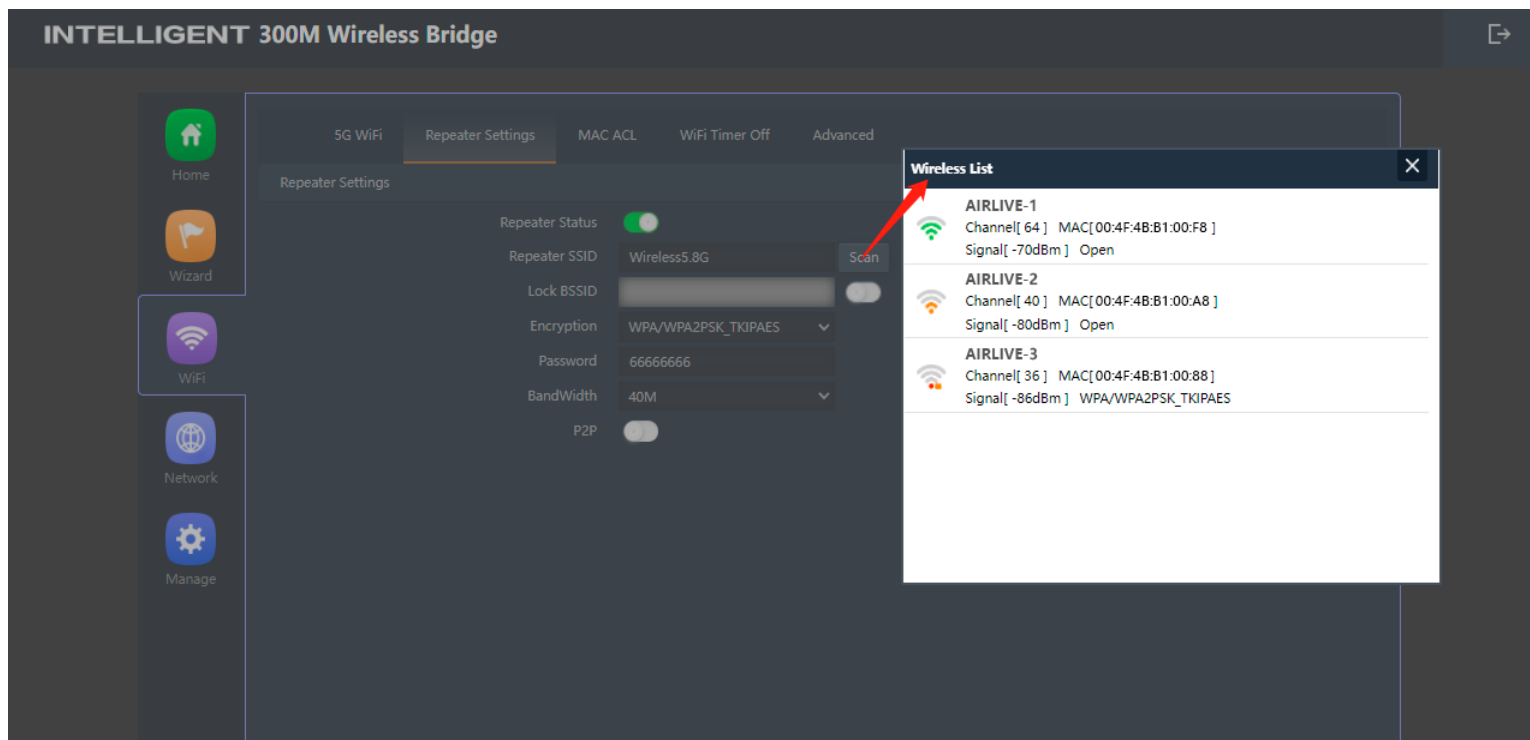 INTELLIGENT 300M Wireless Bridge
Home
Wizard
WiFi
Network
Manage
5G WiFi Repeater Settings MAC ACL WiFi Timer Off Advanced
Repeater Settings
Repeater Status
Repeater SSID Wireless5.8G Scan
Lock BSSID
Encryption WPA/WPA2PSK_TKIPAES
Password 66666666
BandWidth 40M
P2P
Wireless List
AIRLIVE-1
Channel[ 64 ] MAC[ 00:4F:4B:B1:00:F8 ]
Signal[ -70dBm ] Open
AIRLIVE-2
Channel[ 40 ] MAC[ 00:4F:4B:B1:00:A8 ]
Signal[ -80dBm ] Open
AIRLIVE-3
Channel[ 36 ] MAC[ 00:4F:4B:B1:00:88 ]
Signal[ -86dBm ] WPA/WPA2PSK_TKIPAES